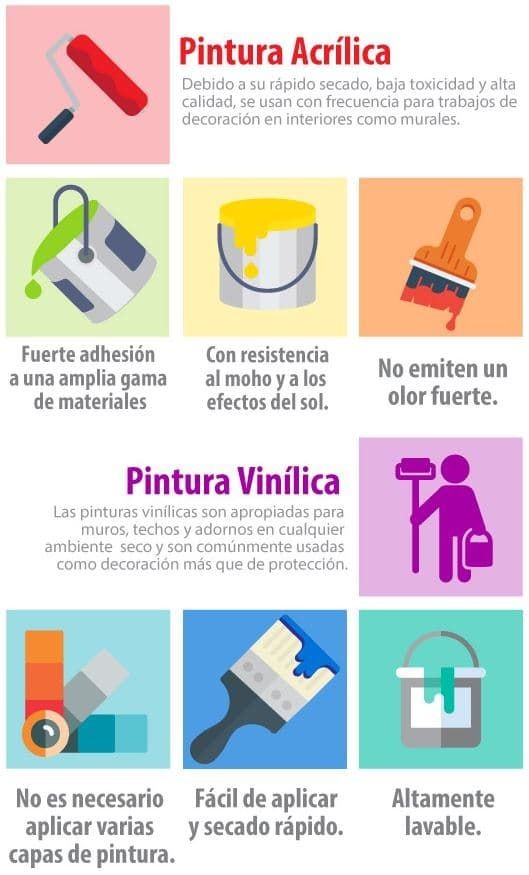 Pintura Acrílica
Debido a su rápido secado, baja toxicidad y alta
calidad, se usan con frecuencia para trabajos de
decoración en interiores como murales.
Fuerte adhesión
a una amplia gama
de materiales
Con resistencia
al moho y a los
efectos del sol.
No emiten un
olor fuerte.
Pintura Vinílica
Las pinturas vinílicas son apropiadas para
muros, techos y adornos en cualquier
ambiente seco y son comúnmente usadas
como decoración más que de protección.
No es necesario
aplicar varias
capas de pintura.
Fácil de aplicar
y secado rápido.
Altamente
lavable.